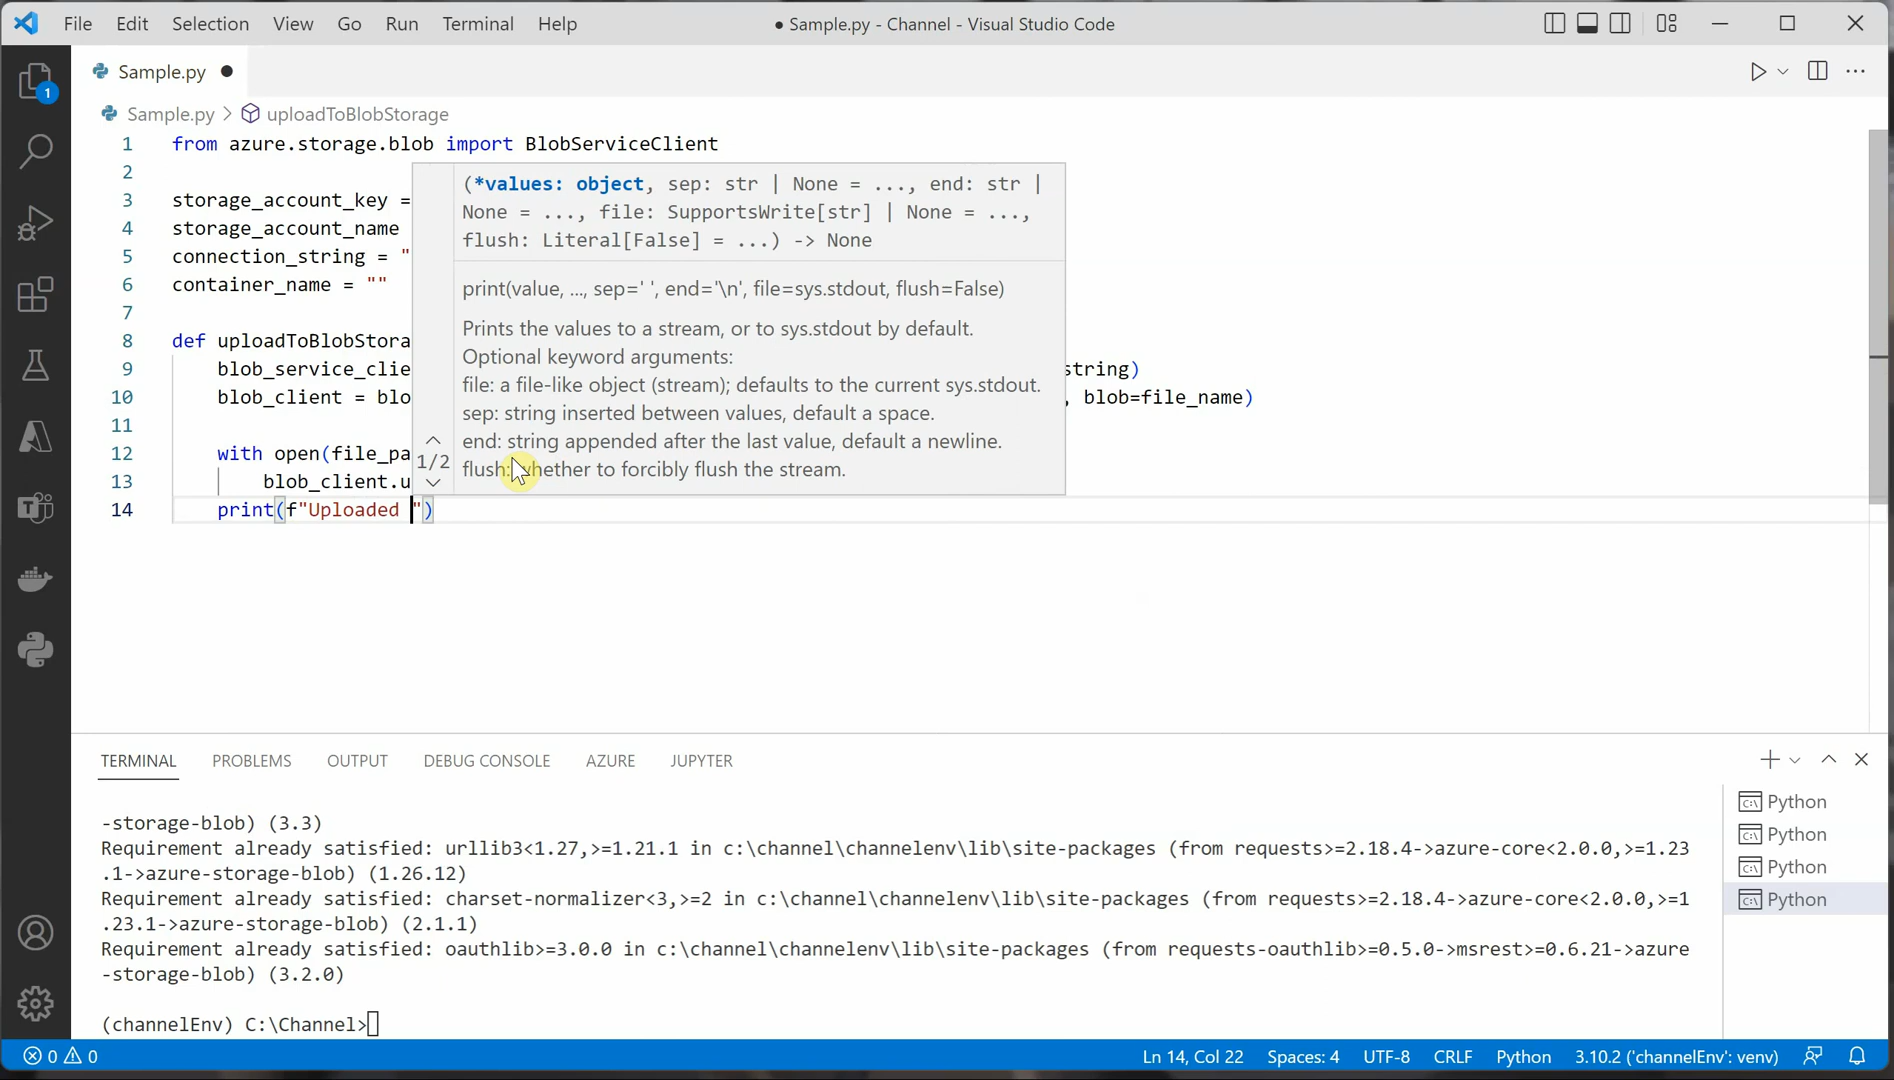 File Edit Selection View Go Run Terminal Help ● Sample.py - Channel - Visual Studio Code
Sample.py ●
Sample.py > uploadToBlobStorage
1 from azure.storage.blob import BlobServiceClient
2
3 storage_account_key =
4 storage_account_name
5 connection_string = "
6 container_name = ""
7
8 def uploadToBlobStora
9 blob_service_clie string)
10 blob_client = blo , blob=file_name)
11
12 with open(file_pa
13 blob_client.u
14 print(f"Uploaded ")
(*values: object, sep: str | None = ..., end: str |
None = ..., file: SupportsWrite[str] | None = ...,
flush: Literal[False] = ...) -> None
print(value, ..., sep=' ', end='\n', file=sys.stdout, flush=False)
Prints the values to a stream, or to sys.stdout by default.
Optional keyword arguments:
file: a file-like object (stream); defaults to the current sys.stdout.
sep: string inserted between values, default a space.
end: string appended after the last value, default a newline.
flush: whether to forcibly flush the stream.
1/2
1
TERMINAL PROBLEMS OUTPUT DEBUG CONSOLE AZURE JUPYTER
-storage-blob) (3.3)
Requirement already satisfied: urllib3<1.27,>=1.21.1 in c:\channel\channelenv\lib\site-packages (from requests>=2.18.4->azure-core<2.0.0,>=1.23
.1->azure-storage-blob) (1.26.12)
Requirement already satisfied: charset-normalizer<3,>=2 in c:\channel\channelenv\lib\site-packages (from requests>=2.18.4->azure-core<2.0.0,>=1
.23.1->azure-storage-blob) (2.1.1)
Requirement already satisfied: oauthlib>=3.0.0 in c:\channel\channelenv\lib\site-packages (from requests-oauthlib>=0.5.0->msrest>=0.6.21->azure
-storage-blob) (3.2.0)
(channelEnv) C:\Channel>
Python
Python
Python
Python
0 0 Ln 14, Col 22 Spaces: 4 UTF-8 CRLF Python 3.10.2 ('channelEnv': venv)